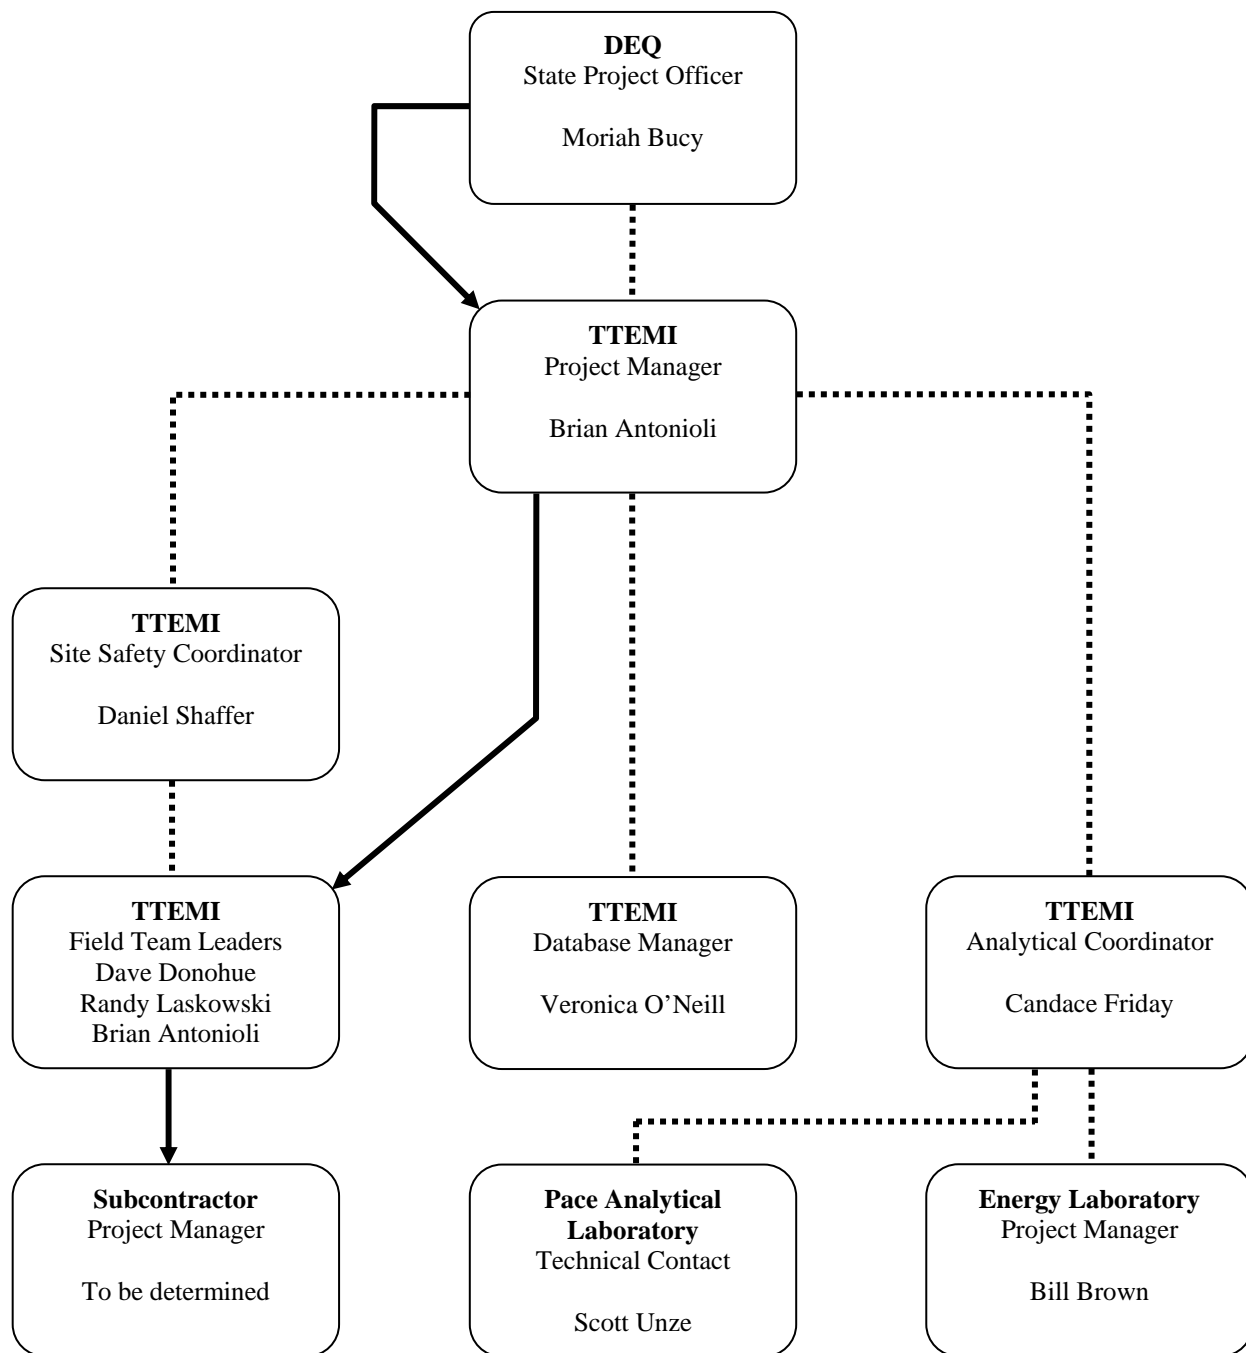 DEQ
State Project Officer
Moriah Bucy
TTEMI
Project Manager
Brian Antonioli
TTEMI
Site Safety Coordinator
Daniel Shaffer
TTEMI
Field Team Leaders
Dave Donohue
Randy Laskowski
Brian Antonioli
TTEMI
Database Manager
Veronica O’Neill
TTEMI
Analytical Coordinator
Candace Friday
Subcontractor
Project Manager
To be determined
Pace Analytical
Laboratory
Technical Contact
Scott Unze
Energy Laboratory
Project Manager
Bill Brown